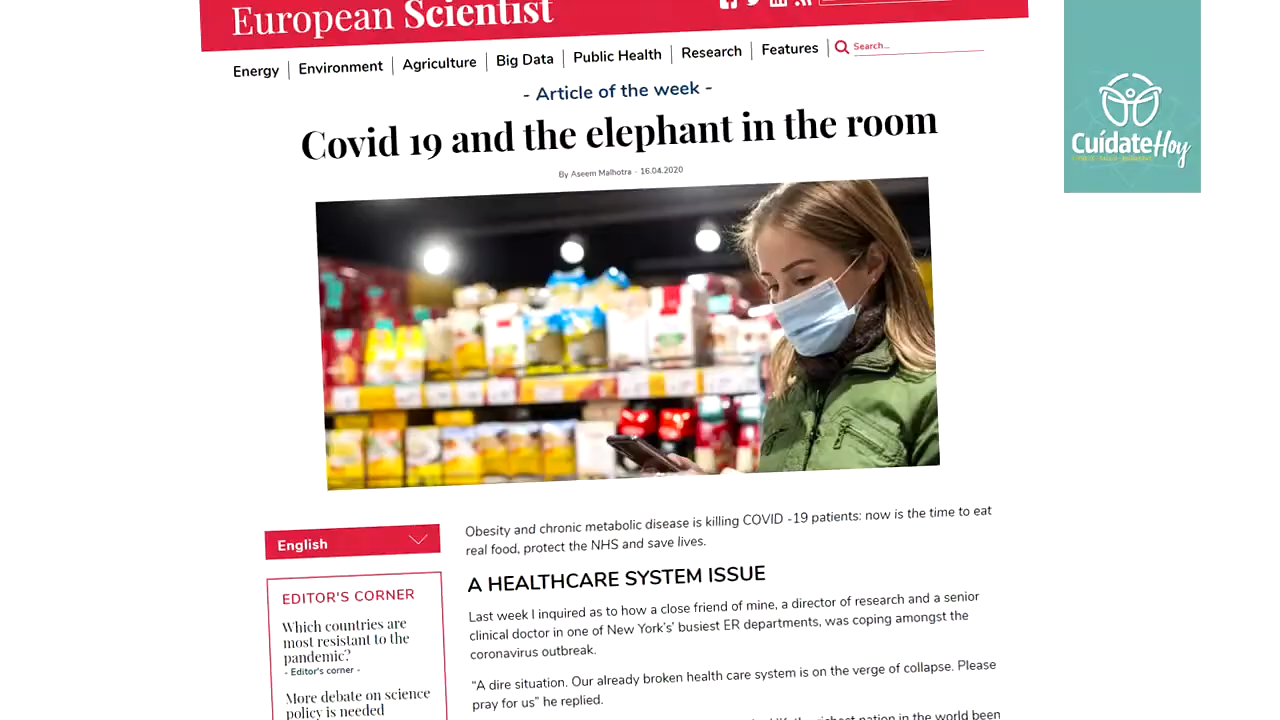 European Scientist
Energy | Environment | Agriculture | Big Data | Public Health | Research | Features | Search...
- Article of the week -
Covid 19 and the elephant in the room
By Aseem Malhotra - 16.04.2020
CuídateHoy
Obesity and chronic metabolic disease is killing COVID -19 patients: now is the time to eat
real food, protect the NHS and save lives.
English
A HEALTHCARE SYSTEM ISSUE
Last week I inquired as to how a close friend of mine, a director of research and a senior
clinical doctor in one of New York's' busiest ER departments, was coping amongst the
coronavirus outbreak.
"A dire situation. Our already broken health care system is on the verge of collapse. Please
pray for us" he replied.
richest nation in the world been
EDITOR'S CORNER
Which countries are
most resistant to the
pandemic?
- Editor's corner -
More debate on science
policy is needed